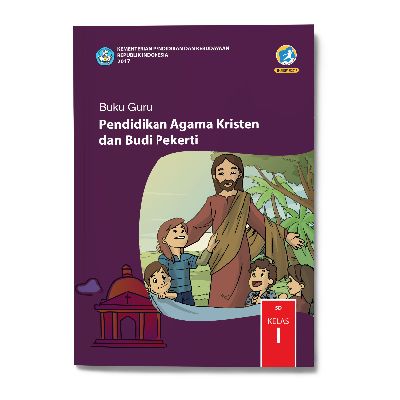 KEMENTERIAN PENDIDIKAN DAN KEBUDAYAAN
REPUBLIK INDONESIA
2017
Buku Guru
Pendidikan Agama Kristen
dan Budi Pekerti
SD
KELAS
I